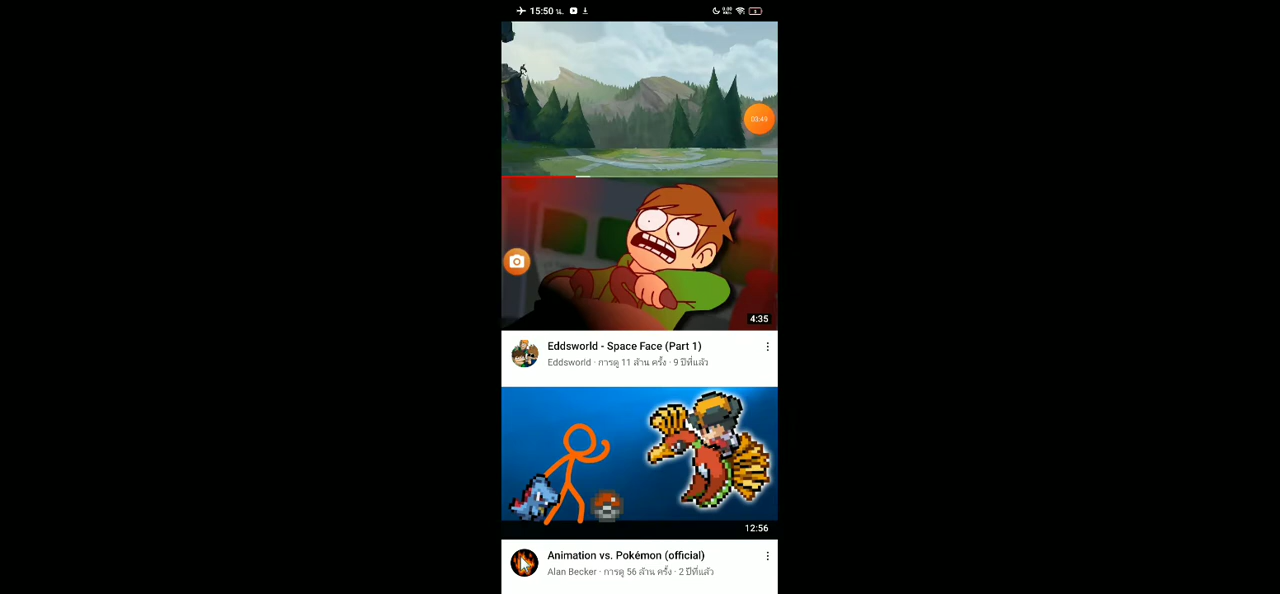 15:50 น.
03:49
4:35
Eddsworld - Space Face (Part 1)
Eddsworld · การดู 11 ล้าน ครั้ง · 9 ปีที่แล้ว
12:56
Animation vs. Pokémon (official)
Alan Becker · การดู 56 ล้าน ครั้ง · 2 ปีที่แล้ว